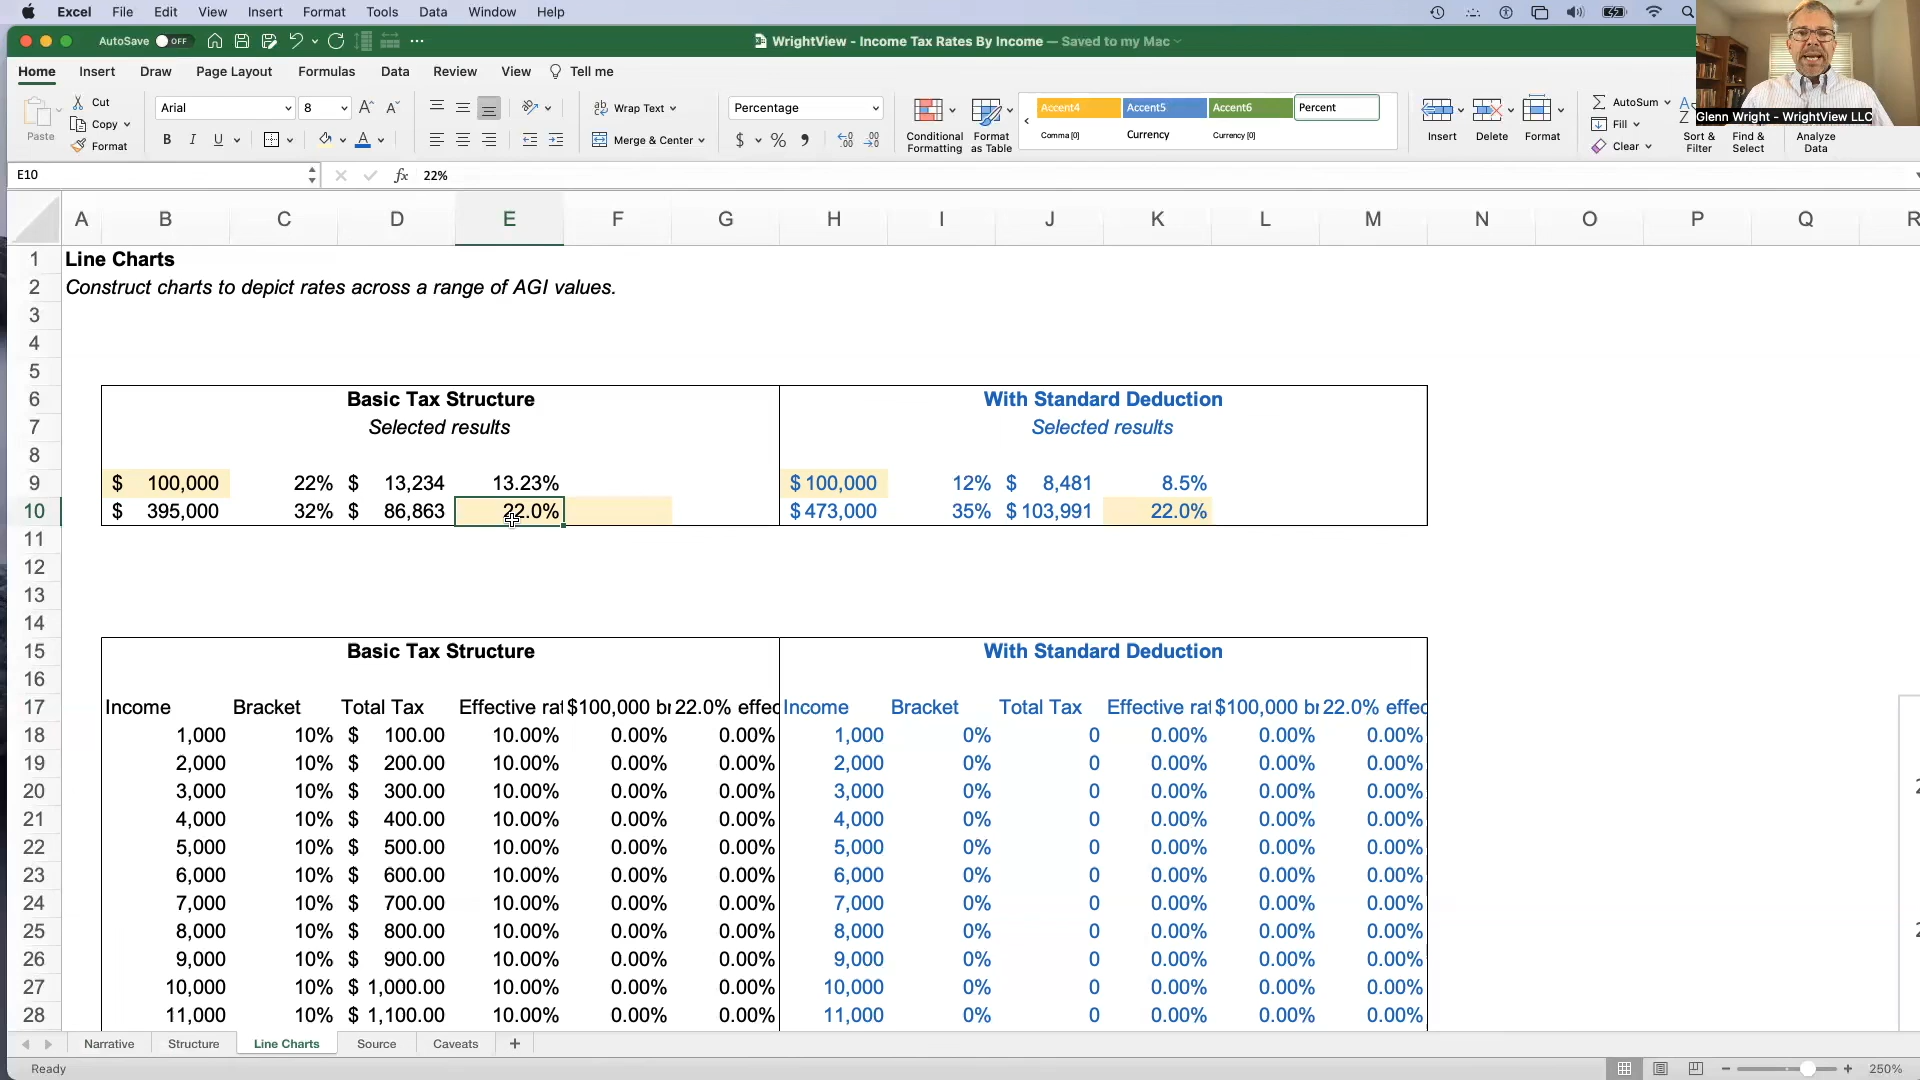 Excel File Edit View Insert Format Tools Data Window Help
AutoSave OFF WrightView - Income Tax Rates By Income — Saved to my Mac
Home Insert Draw Page Layout Formulas Data Review View Tell me
Paste Cut Copy Format
Arial 8
B I U
Wrap Text
Merge & Center
Percentage
$ % 9
Conditional Formatting
Format as Table
Accent4 Accent5 Accent6 Percent
Comma [0] Currency Currency [0]
Insert Delete Format
AutoSum
Fill
Clear
Sort & Filter
Find & Select
Analyze Data
Glenn Wright - WrightView LLC
E10 fx 22%
A B C D E F G H I J K L M N O P Q R
1 Line Charts
2 Construct charts to depict rates across a range of AGI values.
3
4
5
6 Basic Tax Structure With Standard Deduction
7 Selected results Selected results
8
9 $ 100,000 22% $ 13,234 13.23% $ 100,000 12% $ 8,481 8.5%
10 $ 395,000 32% $ 86,863 22.0% $ 473,000 35% $ 103,991 22.0%
11
12
13
14
15 Basic Tax Structure With Standard Deduction
16
17 Income Bracket Total Tax Effective rat $100,000 br 22.0% effec Income Bracket Total Tax Effective rat $100,000 br 22.0% effec
18 1,000 10% $ 100.00 10.00% 0.00% 0.00% 1,000 0% 0 0.00% 0.00% 0.00%
19 2,000 10% $ 200.00 10.00% 0.00% 0.00% 2,000 0% 0 0.00% 0.00% 0.00%
20 3,000 10% $ 300.00 10.00% 0.00% 0.00% 3,000 0% 0 0.00% 0.00% 0.00%
21 4,000 10% $ 400.00 10.00% 0.00% 0.00% 4,000 0% 0 0.00% 0.00% 0.00%
22 5,000 10% $ 500.00 10.00% 0.00% 0.00% 5,000 0% 0 0.00% 0.00% 0.00%
23 6,000 10% $ 600.00 10.00% 0.00% 0.00% 6,000 0% 0 0.00% 0.00% 0.00%
24 7,000 10% $ 700.00 10.00% 0.00% 0.00% 7,000 0% 0 0.00% 0.00% 0.00%
25 8,000 10% $ 800.00 10.00% 0.00% 0.00% 8,000 0% 0 0.00% 0.00% 0.00%
26 9,000 10% $ 900.00 10.00% 0.00% 0.00% 9,000 0% 0 0.00% 0.00% 0.00%
27 10,000 10% $ 1,000.00 10.00% 0.00% 0.00% 10,000 0% 0 0.00% 0.00% 0.00%
28 11,000 10% $ 1,100.00 10.00% 0.00% 0.00% 11,000 0% 0 0.00% 0.00% 0.00%
Narrative Structure Line Charts Source Caveats +
Ready 250%